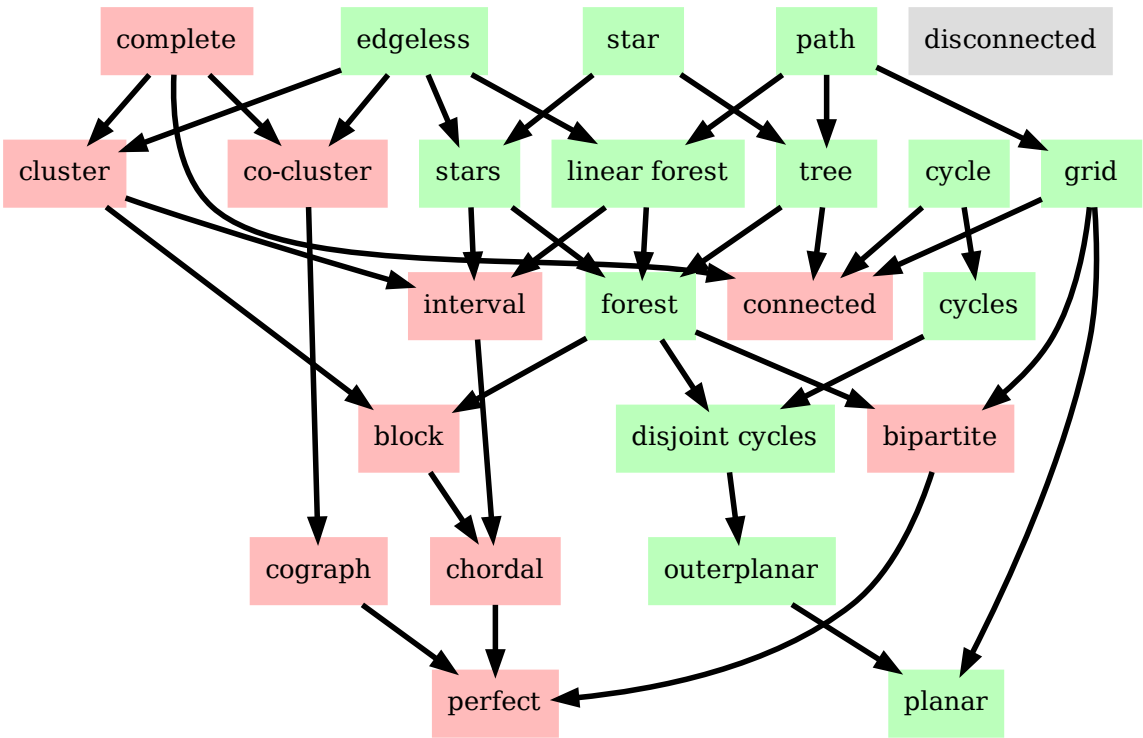 complete
edgeless
star
path
disconnected
cluster
co-cluster
stars
linear forest
tree
cycle
grid
interval
forest
connected
cycles
block
disjoint cycles
bipartite
cograph
chordal
outerplanar
perfect
planar